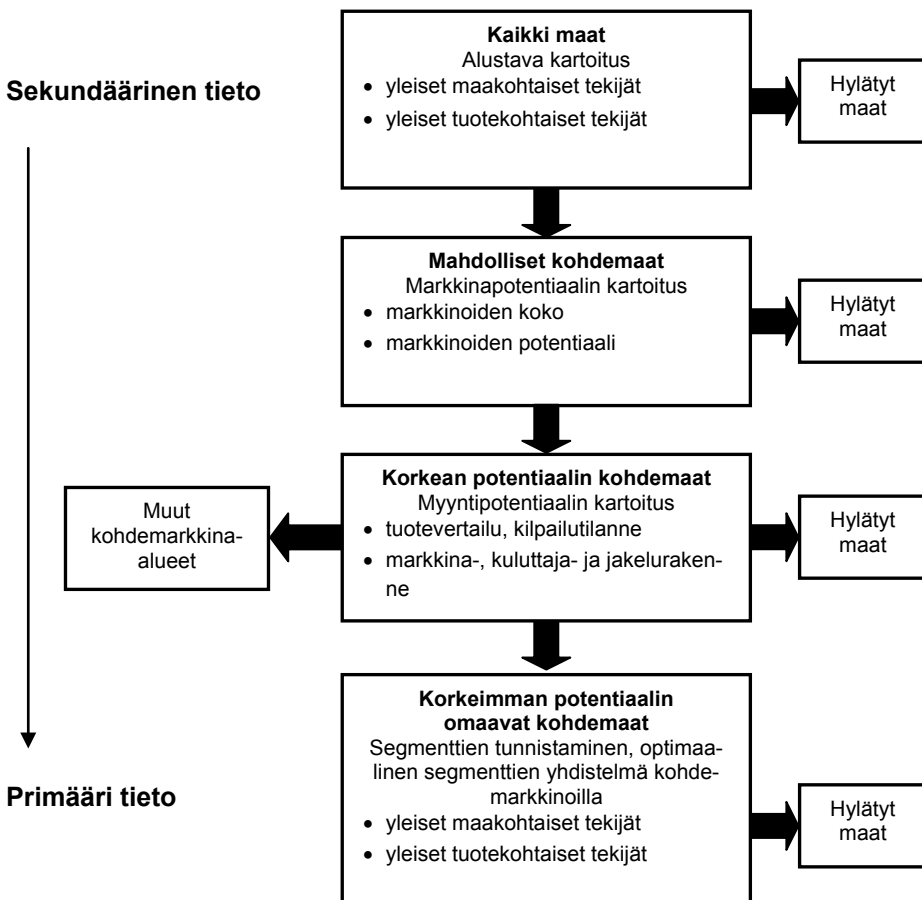 Kaikki maat
Alustava kartoitus
• yleiset maakohtaiset tekijät
• yleiset tuotekohtaiset tekijät
Hylätyt
maat
Sekundäärinen tieto
Mahdolliset kohdemaat
Markkinapotentiaalin kartoitus
• markkinoiden koko
• markkinoiden potentiaali
Hylätyt
maat
Korkean potentiaalin kohdemaat
Myyntipotentiaalin kartoitus
• tuotevertailu, kilpailutilanne
• markkina-, kuluttaja- ja jakeluraken-
ne
Muut
kohdemarkkina-
alueet
Hylätyt
maat
Korkeimman potentiaalin
omaavat kohdemaat
Segmenttien tunnistaminen, optimaa-
linen segmenttien yhdistelmä kohde-
markkinoilla
• yleiset maakohtaiset tekijät
• yleiset tuotekohtaiset tekijät
Primääri tieto
Hylätyt
maat